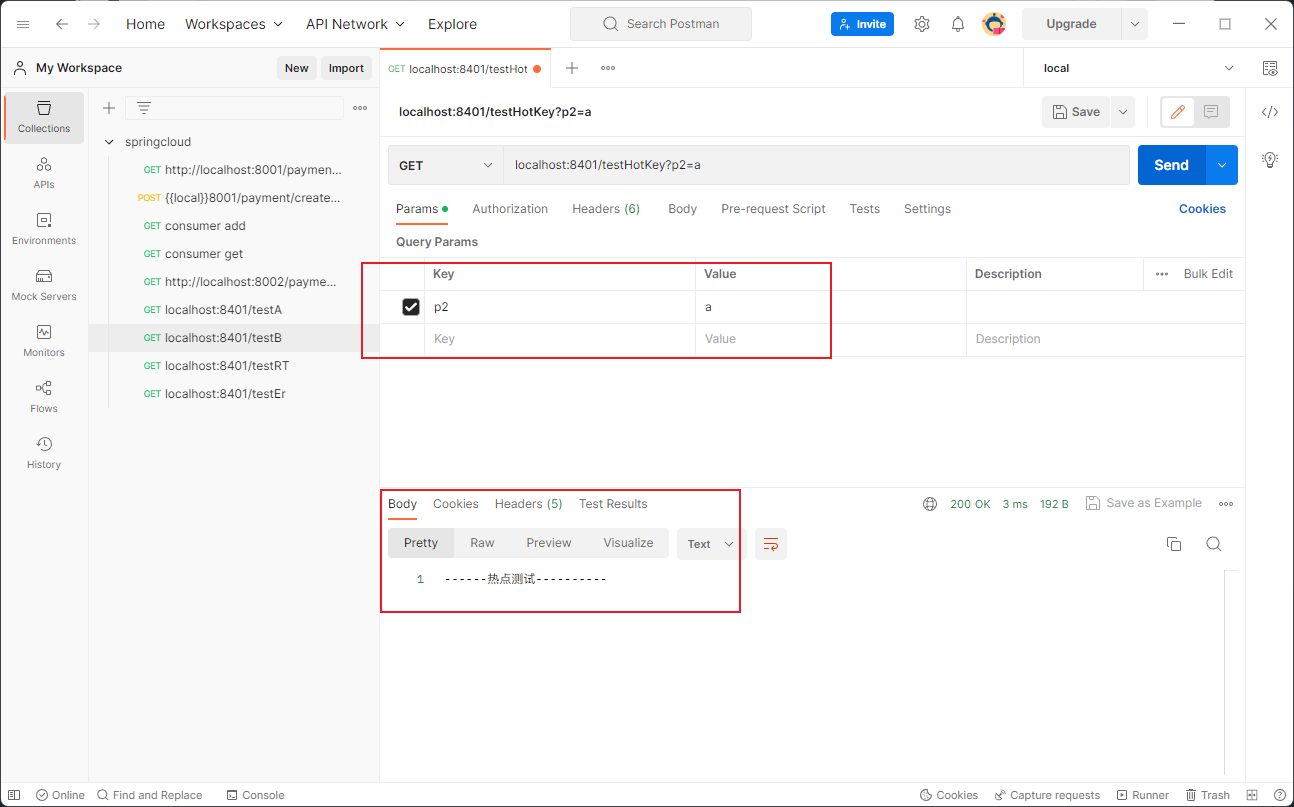 Home Workspaces API Network Explore Search Postman Invite Upgrade
My Workspace New Import GET localhost:8401/testHot local
Collections
APIs
Environments
Mock Servers
Monitors
Flows
History
springcloud
GET http://localhost:8001/paymen...
POST {{local}}8001/payment/create...
GET consumer add
GET consumer get
GET http://localhost:8002/payme...
GET localhost:8401/testA
GET localhost:8401/testB
GET localhost:8401/testRT
GET localhost:8401/testEr
localhost:8401/testHotKey?p2=a Save
GET localhost:8401/testHotKey?p2=a Send
Params Authorization Headers (6) Body Pre-request Script Tests Settings Cookies
Query Params
Key Value Description Bulk Edit
p2 a
Key Value Description
Body Cookies Headers (5) Test Results 200 OK 3 ms 192 B Save as Example
Pretty Raw Preview Visualize Text
1 ------热点测试----------
Online Find and Replace Console Cookies Capture requests Runner Trash